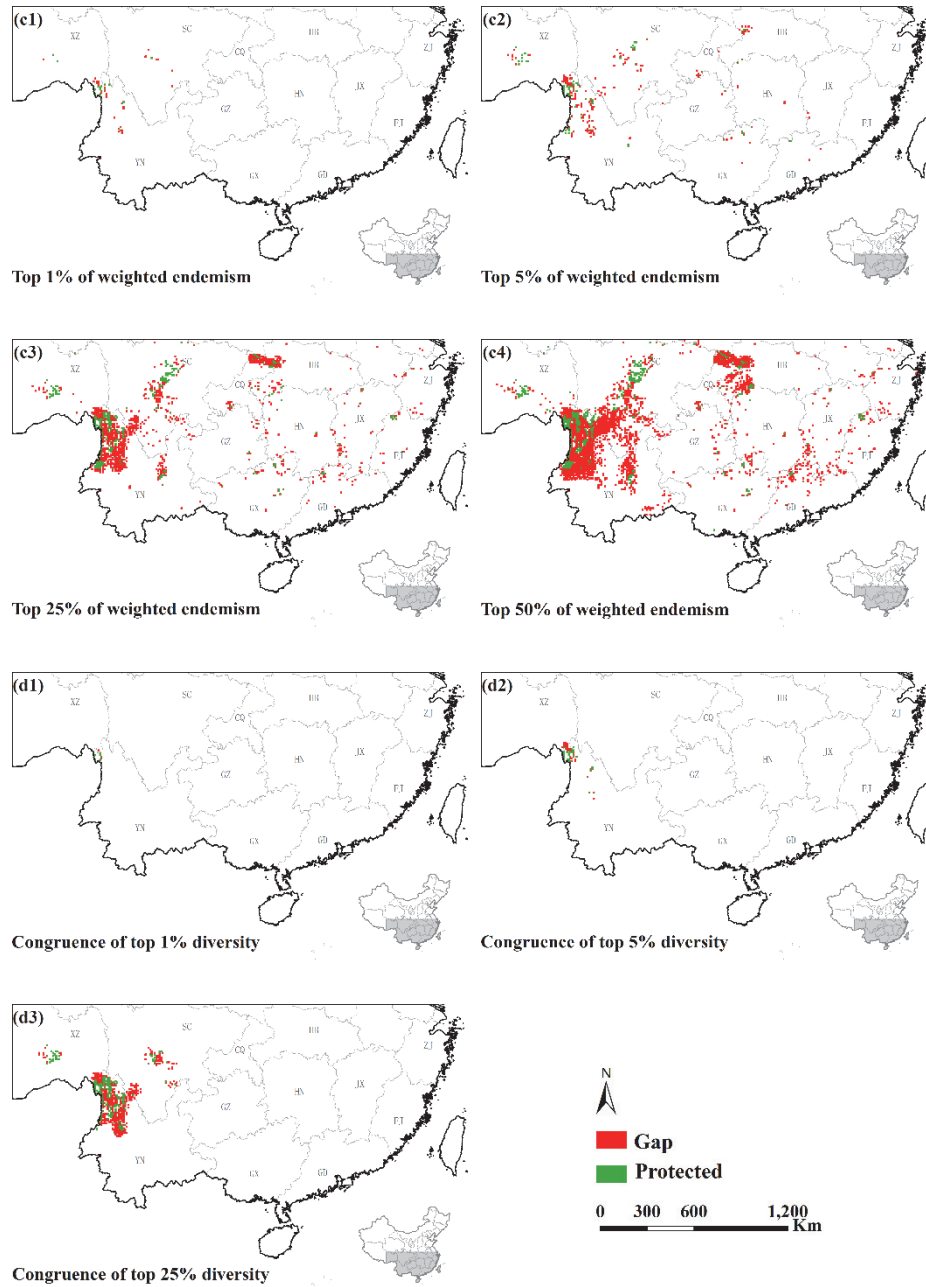 (c1)
XZ
SC
HB
ZJ
CQ
GZ
HN
JX
FJ
YN
GX
GD
Top 1% of weighted endemism
(c2)
XZ
SC
HB
ZJ
CQ
GZ
HN
JX
FJ
YN
GX
GD
Top 5% of weighted endemism
(c3)
XZ
SC
HB
ZJ
CQ
GZ
HN
JX
FJ
YN
GX
GD
Top 25% of weighted endemism
(c4)
XZ
SC
HB
ZJ
CQ
GZ
HN
JX
FJ
YN
GX
GD
Top 50% of weighted endemism
(d1)
XZ
SC
HB
ZJ
CQ
GZ
HN
JX
FJ
YN
GX
GD
Congruence of top 1% diversity
(d2)
XZ
SC
HB
ZJ
CQ
GZ
HN
JX
FJ
YN
GX
GD
Congruence of top 5% diversity
(d3)
XZ
SC
HB
ZJ
CQ
GZ
HN
JX
FJ
YN
GX
GD
Congruence of top 25% diversity
N
Gap
Protected
0 300 600 1,200
Km